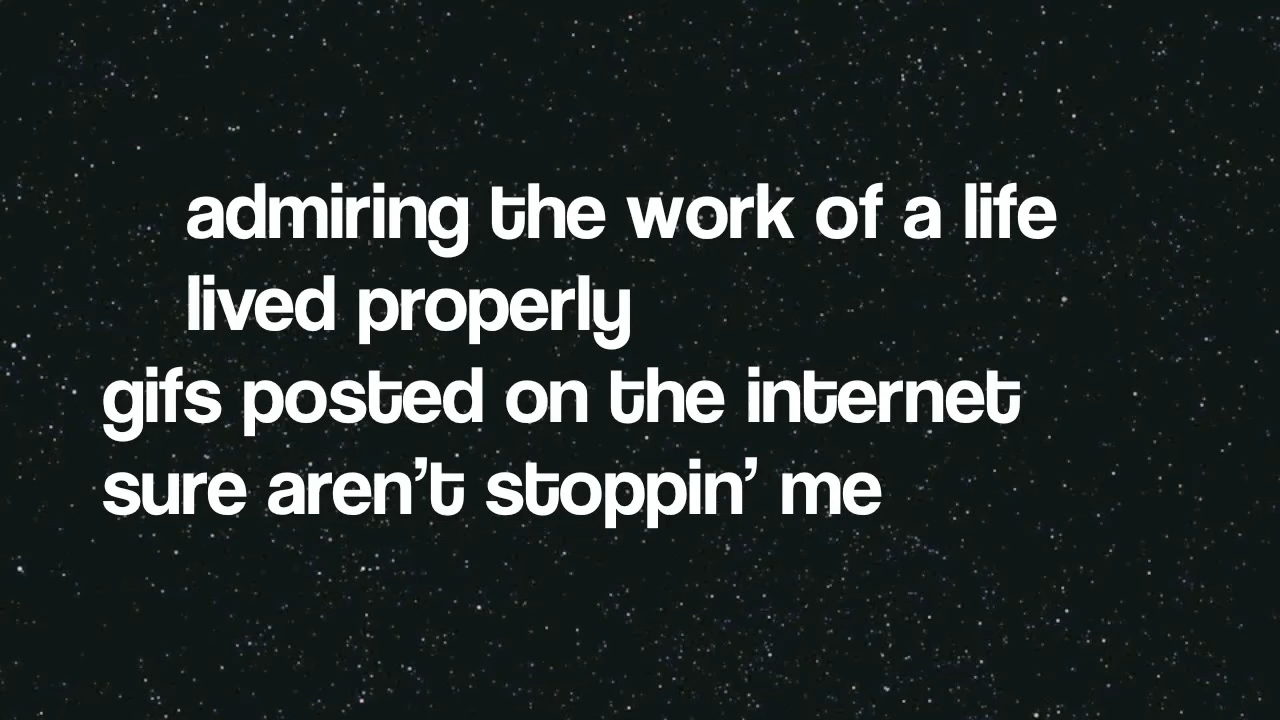 admiring the work of a life
lived properly
gifs posted on the internet
sure aren’t stoppin’ me